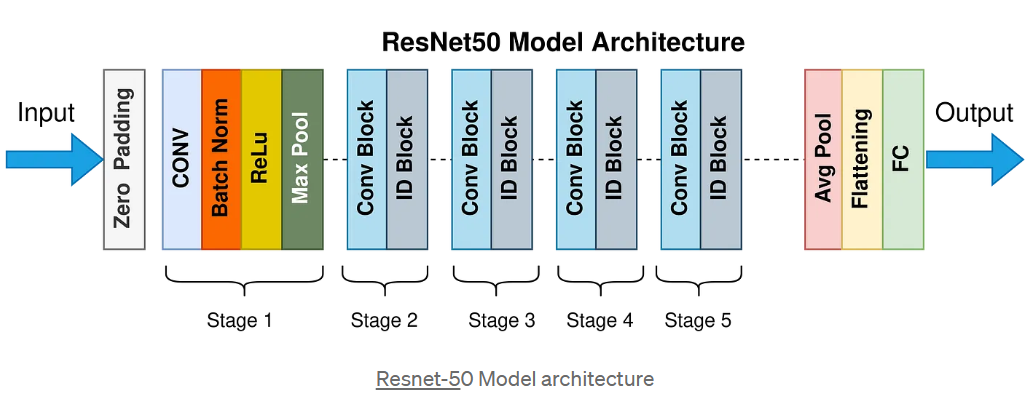 ResNet50 Model Architecture
Input
Zero Padding
CONV
Batch Norm
ReLu
Max Pool
Conv Block
ID Block
Conv Block
ID Block
Conv Block
ID Block
Conv Block
ID Block
Avg Pool
Flattening
FC
Output
Stage 1
Stage 2
Stage 3
Stage 4
Stage 5
Resnet-50 Model architecture